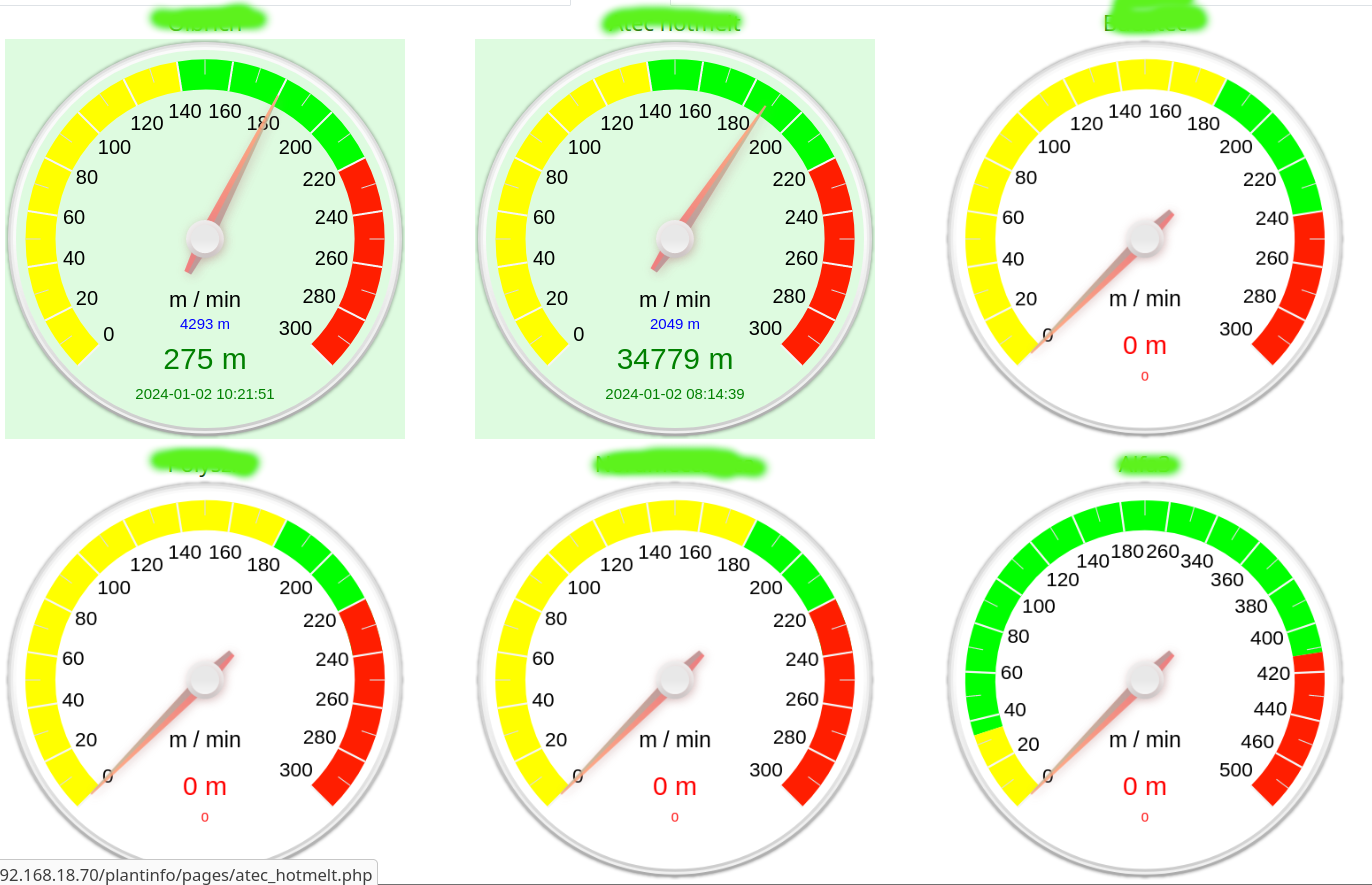 Atec hotmelt
0 20 40 60 80 100 120 140 160 180 200 220 240 260 280 300
m / min
4293 m
275 m
2024-01-02 10:21:51
0 20 40 60 80 100 120 140 160 180 200 220 240 260 280 300
m / min
2049 m
34779 m
2024-01-02 08:14:39
0 20 40 60 80 100 120 140 160 180 200 220 240 260 280 300
m / min
0 m
0
0 20 40 60 80 100 120 140 160 180 200 220 240 260 280 300
m / min
0 m
0
0 20 40 60 80 100 120 140 160 180 200 220 240 260 280 300
m / min
0 m
0
0 20 40 60 80 100 120 140 180 260 340 360 380 400 420 440 460 500
m / min
0 m
0
92.168.18.70/plantinfo/pages/atec_hotmelt.php